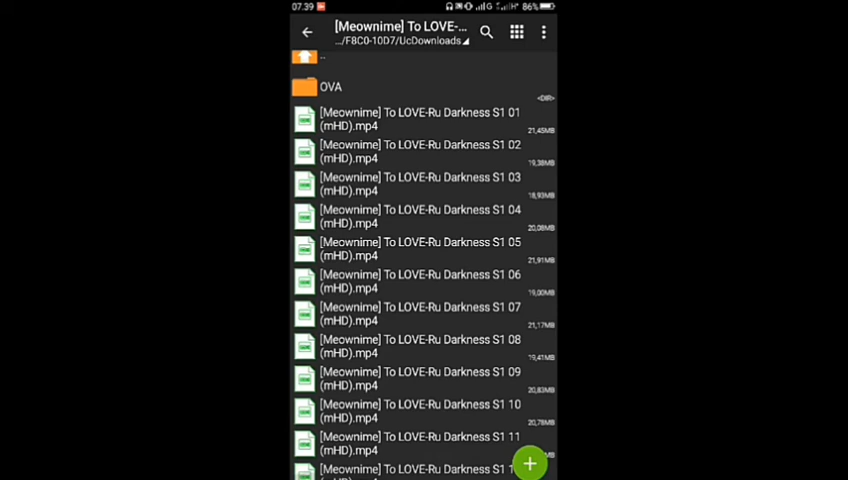 07.39 G H+ 86%
[Meownime] To LOVE-...
.../F8C0-10D7/UcDownloads
..
OVA
<DIR>
[Meownime] To LOVE-Ru Darkness S1 01
(mHD).mp4
21,45MB
[Meownime] To LOVE-Ru Darkness S1 02
(mHD).mp4
19,38MB
[Meownime] To LOVE-Ru Darkness S1 03
(mHD).mp4
18,93MB
[Meownime] To LOVE-Ru Darkness S1 04
(mHD).mp4
20,08MB
[Meownime] To LOVE-Ru Darkness S1 05
(mHD).mp4
21,91MB
[Meownime] To LOVE-Ru Darkness S1 06
(mHD).mp4
19,00MB
[Meownime] To LOVE-Ru Darkness S1 07
(mHD).mp4
21,17MB
[Meownime] To LOVE-Ru Darkness S1 08
(mHD).mp4
19,41MB
[Meownime] To LOVE-Ru Darkness S1 09
(mHD).mp4
20,83MB
[Meownime] To LOVE-Ru Darkness S1 10
(mHD).mp4
20,78MB
[Meownime] To LOVE-Ru Darkness S1 11
(mHD).mp4
MB
[Meownime] To LOVE-Ru Darkness S1 1